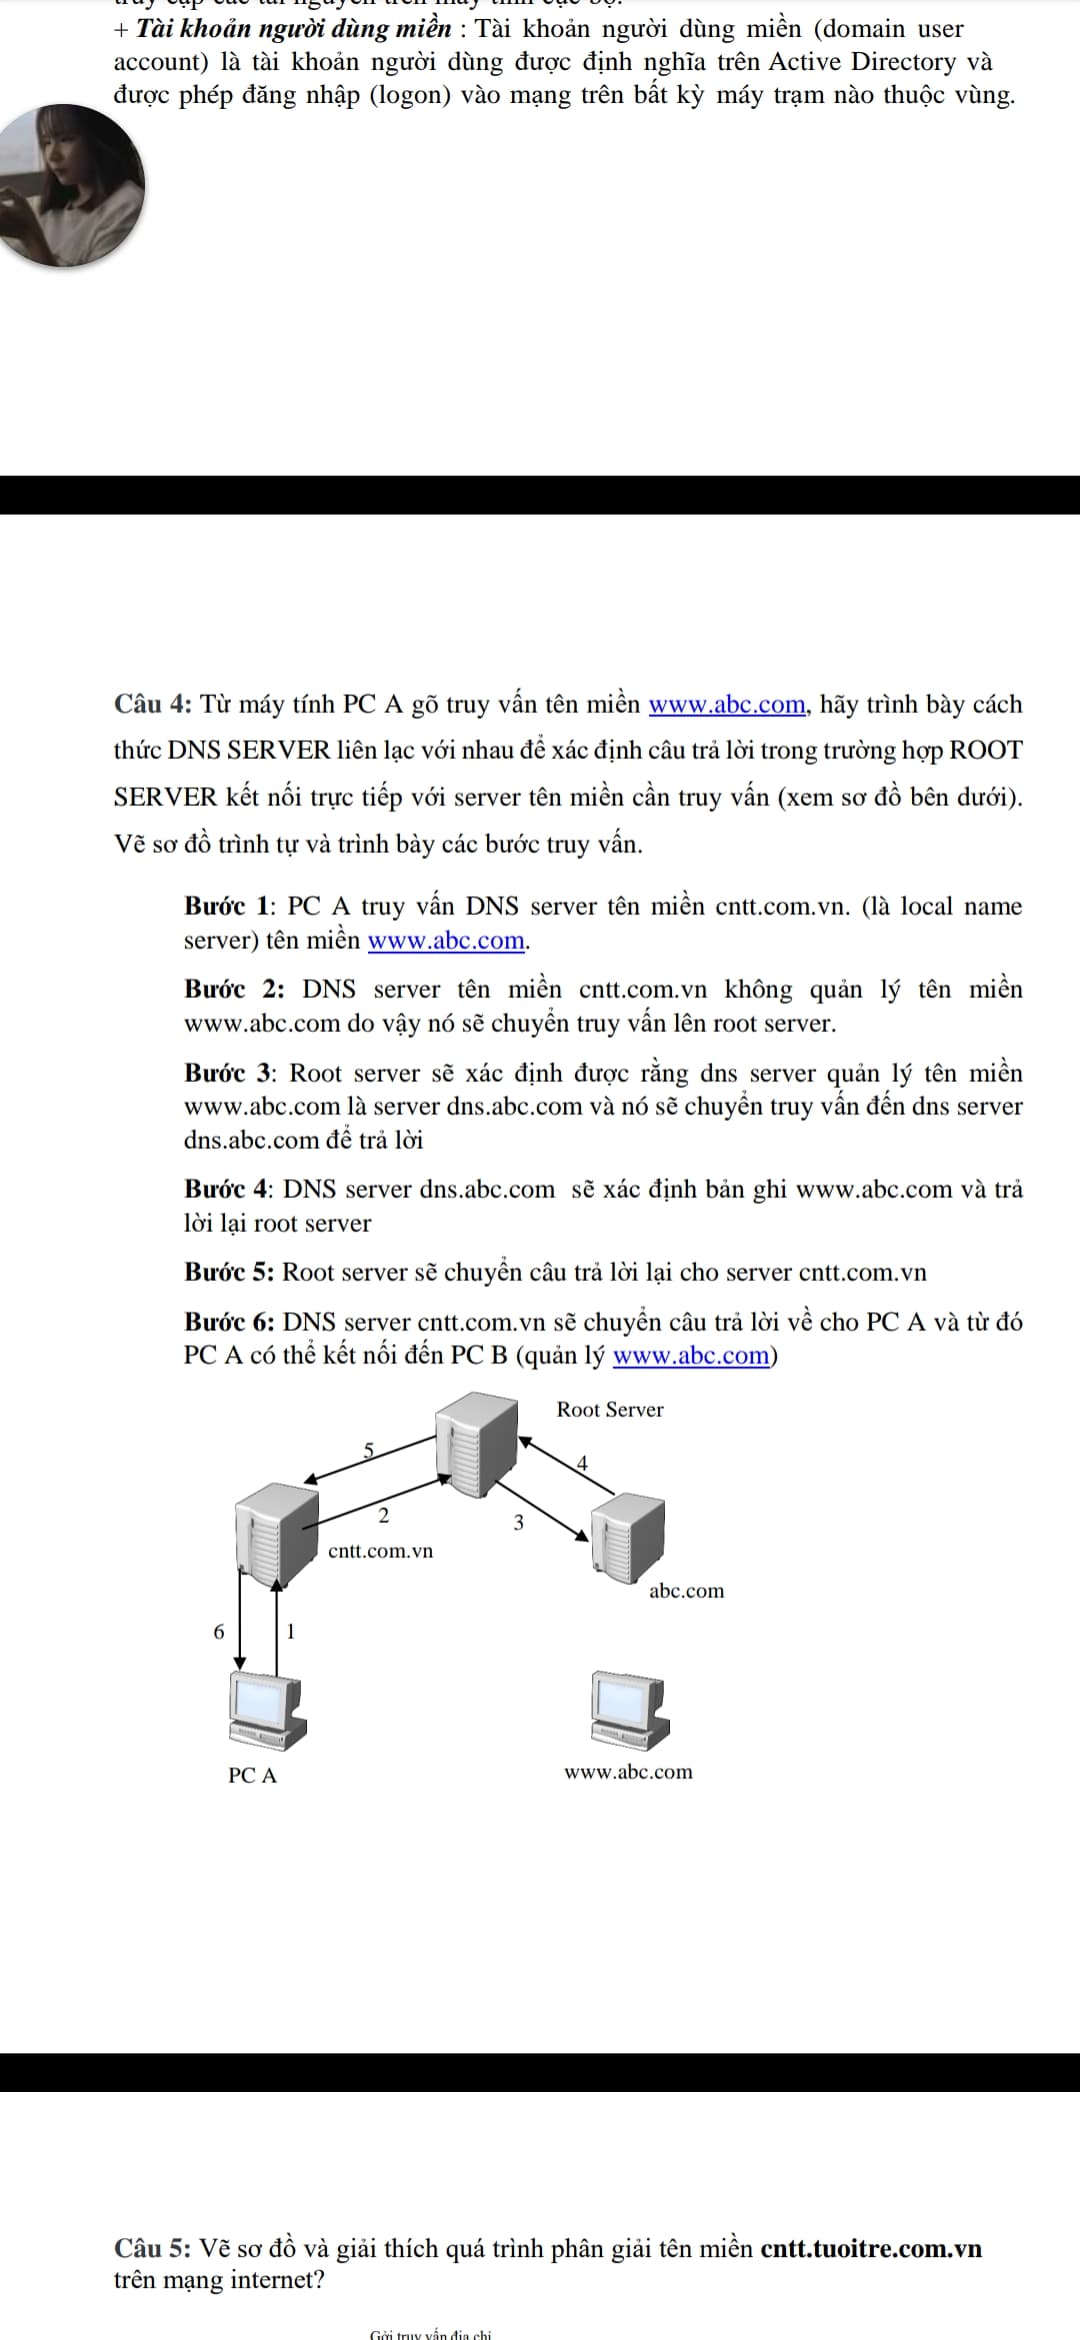 + Tài khoản người dùng miền : Tài khoản người dùng miền (domain user
account) là tài khoản người dùng được định nghĩa trên Active Directory và
được phép đăng nhập (logon) vào mạng trên bất kỳ máy trạm nào thuộc vùng.
Câu 4: Từ máy tính PC A gõ truy vấn tên miền www.abc.com, hãy trình bày cách
thức DNS SERVER liên lạc với nhau để xác định câu trả lời trong trường hợp ROOT
SERVER kết nối trực tiếp với server tên miền cần truy vấn (xem sơ đồ bên dưới).
Vẽ sơ đồ trình tự và trình bày các bước truy vấn.
Bước 1: PC A truy vấn DNS server tên miền cntt.com.vn. (là local name
server) tên miền www.abc.com.
Bước 2: DNS server tên miền cntt.com.vn không quản lý tên miền
www.abc.com do vậy nó sẽ chuyển truy vấn lên root server.
Bước 3: Root server sẽ xác định được rằng dns server quản lý tên miền
www.abc.com là server dns.abc.com và nó sẽ chuyển truy vấn đến dns server
dns.abc.com để trả lời
Bước 4: DNS server dns.abc.com sẽ xác định bản ghi www.abc.com và trả
lời lại root server
Bước 5: Root server sẽ chuyển câu trả lời lại cho server cntt.com.vn
Bước 6: DNS server cntt.com.vn sẽ chuyển câu trả lời về cho PC A và từ đó
PC A có thể kết nối đến PC B (quản lý www.abc.com)
Root Server
5
4
2
3
cntt.com.vn
abc.com
6
1
PC A
www.abc.com
Câu 5: Vẽ sơ đồ và giải thích quá trình phân giải tên miền cntt.tuoitre.com.vn
trên mạng internet?
Gởi truy vấn địa chỉ